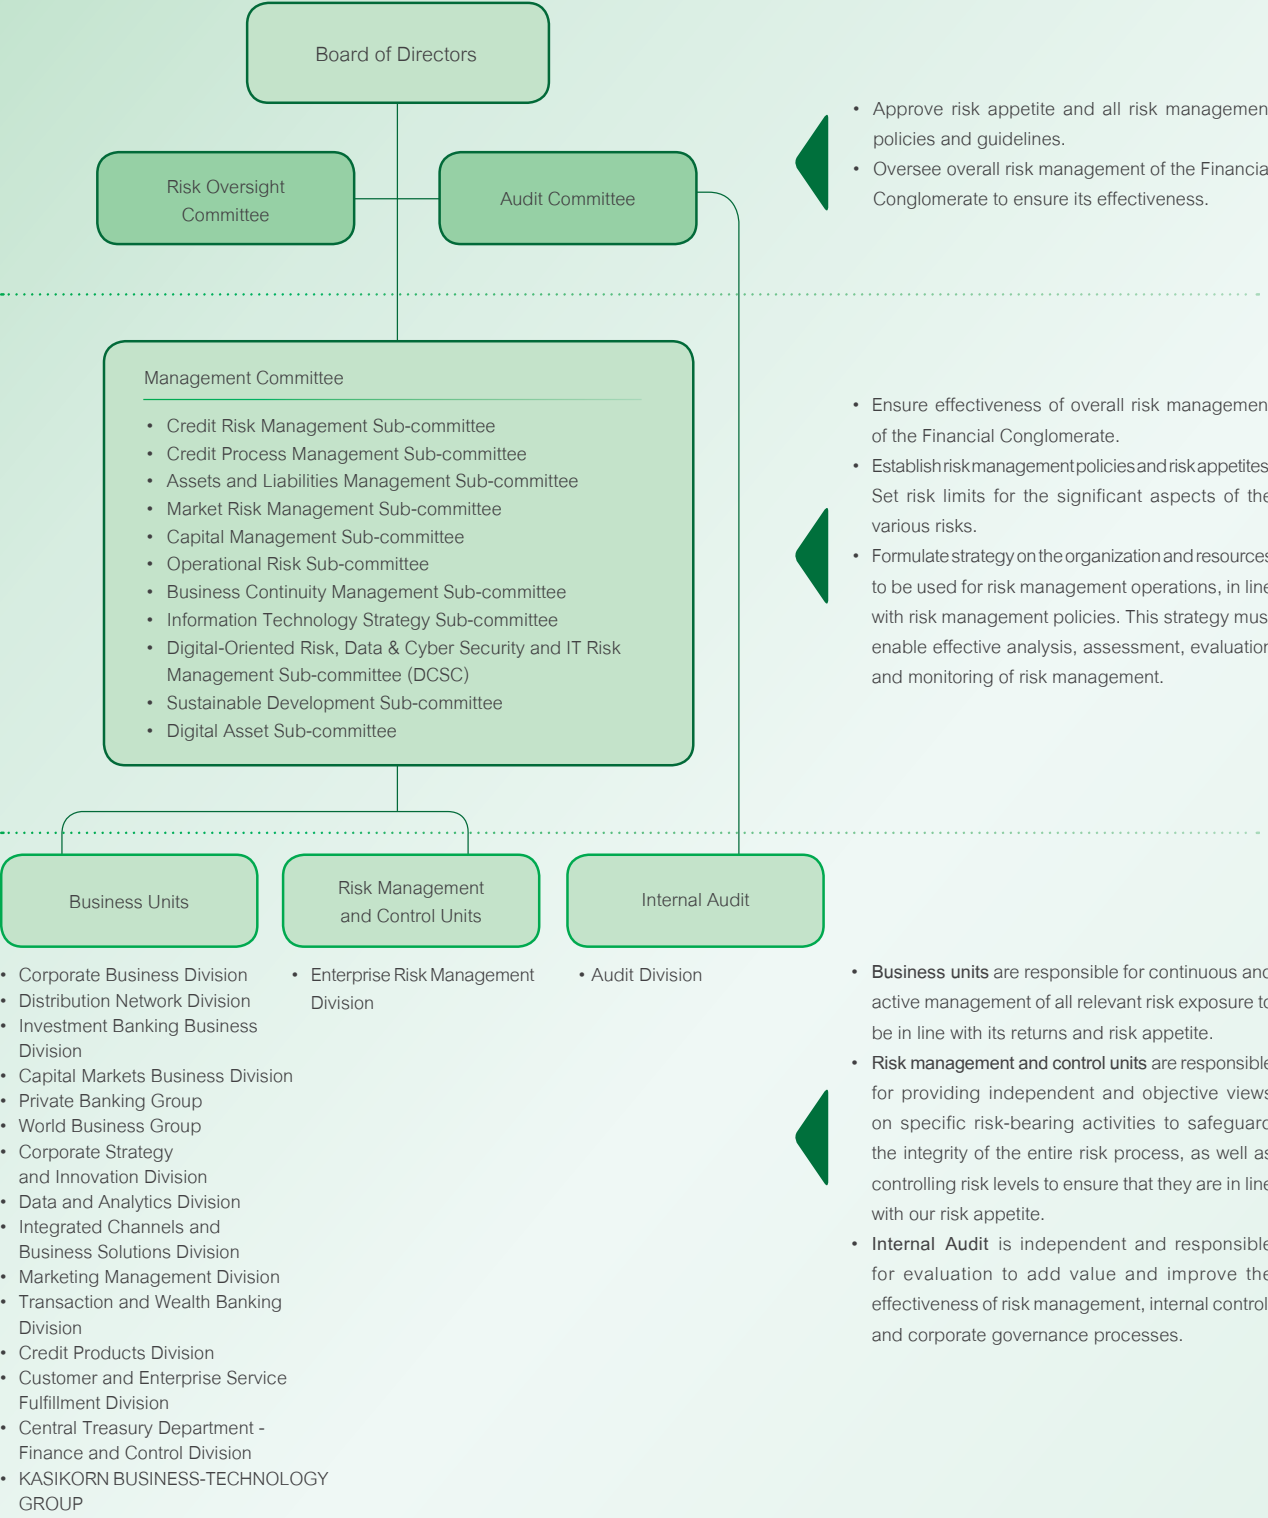 Board of Directors
Risk Oversight
Committee
Audit Committee
• Approve risk appetite and all risk managemen
policies and guidelines.
• Oversee overall risk management of the Financia
Conglomerate to ensure its effectiveness.
Management Committee
• Credit Risk Management Sub-committee
• Credit Process Management Sub-committee
• Assets and Liabilities Management Sub-committee
• Market Risk Management Sub-committee
• Capital Management Sub-committee
• Operational Risk Sub-committee
• Business Continuity Management Sub-committee
• Information Technology Strategy Sub-committee
• Digital-Oriented Risk, Data & Cyber Security and IT Risk
Management Sub-committee (DCSC)
• Sustainable Development Sub-committee
• Digital Asset Sub-committee
• Ensure effectiveness of overall risk managemen
of the Financial Conglomerate.
• Establish risk management policies and risk appetites
Set risk limits for the significant aspects of the
various risks.
• Formulate strategy on the organization and resources
to be used for risk management operations, in line
with risk management policies. This strategy mus
enable effective analysis, assessment, evaluation
and monitoring of risk management.
Business Units
Risk Management
and Control Units
Internal Audit
• Corporate Business Division
• Distribution Network Division
• Investment Banking Business
Division
• Capital Markets Business Division
• Private Banking Group
• World Business Group
• Corporate Strategy
and Innovation Division
• Data and Analytics Division
• Integrated Channels and
Business Solutions Division
• Marketing Management Division
• Transaction and Wealth Banking
Division
• Credit Products Division
• Customer and Enterprise Service
Fulfillment Division
• Central Treasury Department -
Finance and Control Division
• KASIKORN BUSINESS-TECHNOLOGY
GROUP
• Enterprise Risk Management
Division
• Audit Division
• Business units are responsible for continuous and
active management of all relevant risk exposure to
be in line with its returns and risk appetite.
• Risk management and control units are responsible
for providing independent and objective views
on specific risk-bearing activities to safeguard
the integrity of the entire risk process, as well as
controlling risk levels to ensure that they are in line
with our risk appetite.
• Internal Audit is independent and responsible
for evaluation to add value and improve the
effectiveness of risk management, internal control
and corporate governance processes.